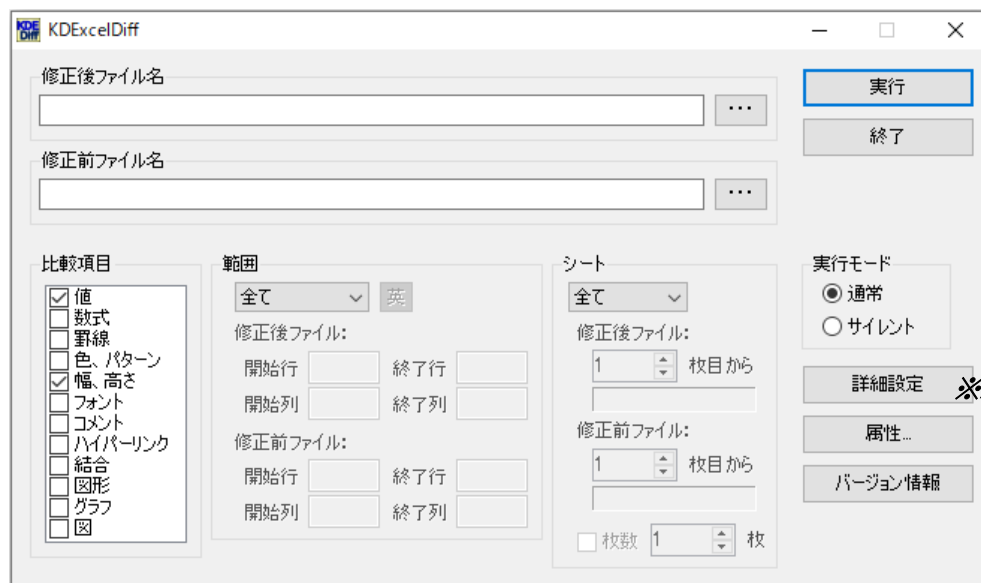 KDE Diff KDExcelDiff
修正後ファイル名
...
実行
終了
修正前ファイル名
...
比較項目
値
数式
罫線
色、パターン
幅、高さ
フォント
コメント
ハイパーリンク
結合
図形
グラフ
図
範囲
全て 英
修正後ファイル:
開始行 終了行
開始列 終了列
修正前ファイル:
開始行 終了行
開始列 終了列
シート
全て
修正後ファイル:
1 枚目から
修正前ファイル:
1 枚目から
枚数 1 枚
実行モード
通常
サイレント
詳細設定 ※
属性...
バージョン情報